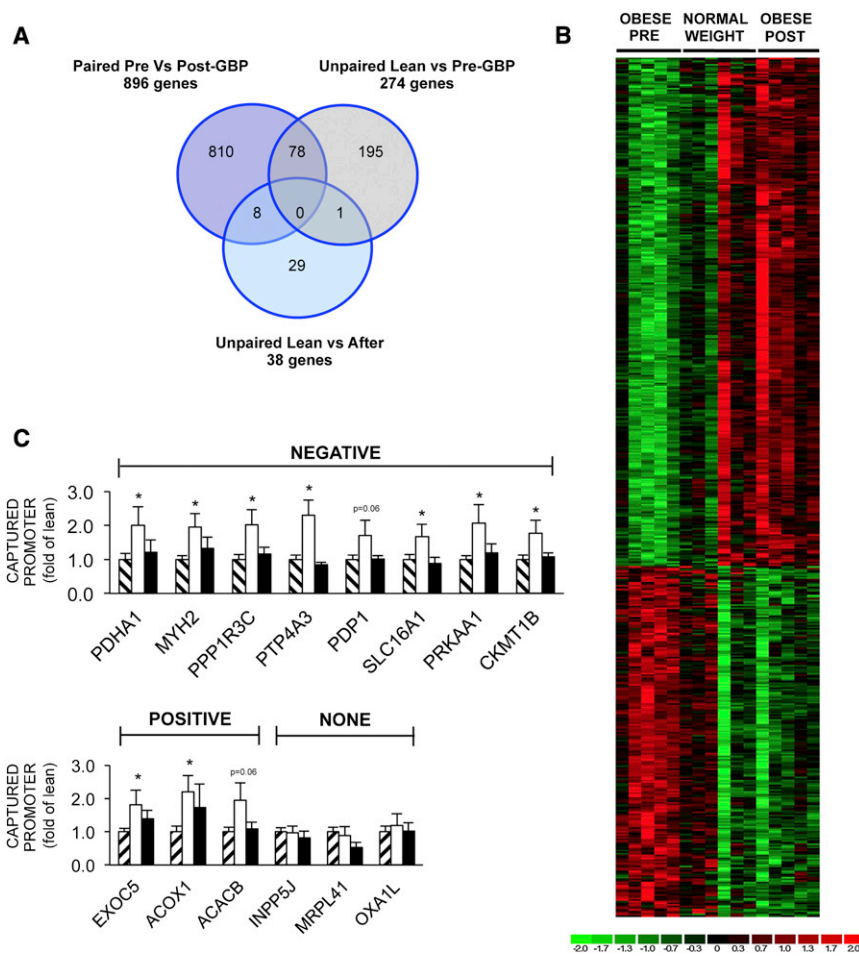 A
Paired Pre Vs Post-GBP
896 genes
Unpaired Lean vs Pre-GBP
274 genes
810
78
195
8
0
1
29
Unpaired Lean vs After
38 genes
B
OBESE PRE
NORMAL WEIGHT
OBESE POST
-2.0 -1.7 -1.3 -1.0 -0.7 -0.3 0 0.3 0.7 1.0 1.3 1.7 2.0
C
NEGATIVE
CAPTURED PROMOTER (fold of lean)
3.0
2.0
1.0
0.0
* * * * p=0.06 * * *
PDHA1
MYH2
PPP1R3C
PTP4A3
PDP1
SLC16A1
PRKAA1
CKMT1B
POSITIVE
NONE
CAPTURED PROMOTER (fold of lean)
3.0
2.0
1.0
0.0
* * p=0.06
EXOC5
ACOX1
ACACB
INPP5J
MRPL41
OXA1L